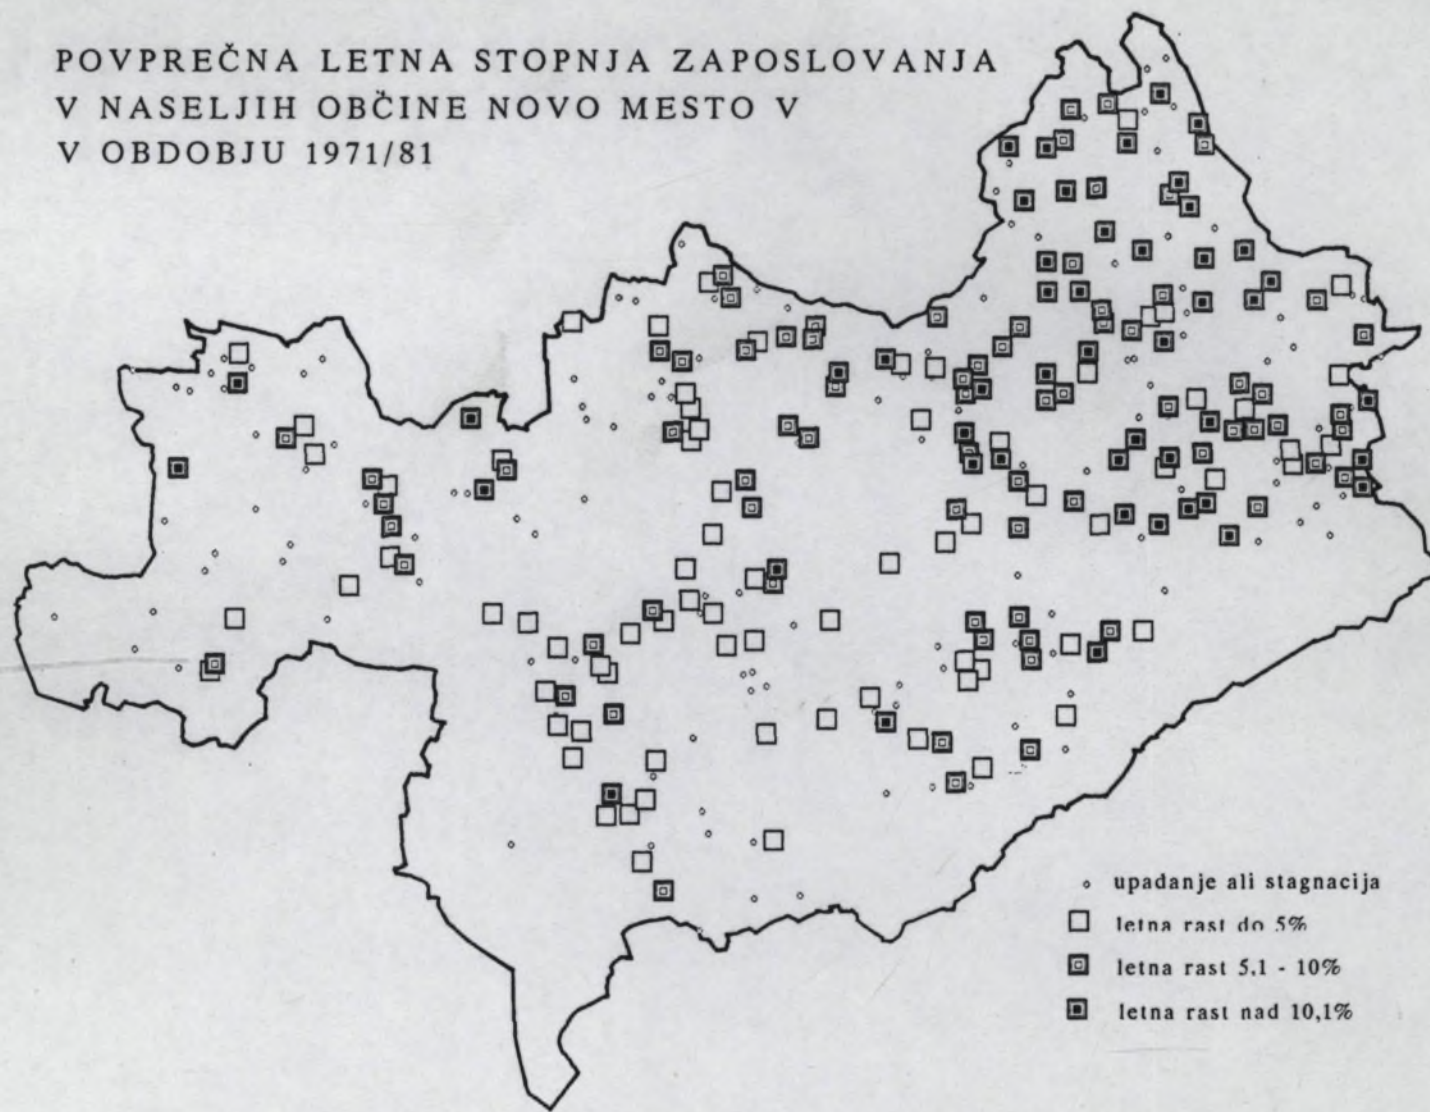 POVPREČNA LETNA STOPNJA ZAPOSLOVANJA
V NASELJIH OBČINE NOVO MESTO V
V OBDOBJU 1971/81
upadanje ali stagnacija
letna rast do 5%
letna rast 5,1 - 10%
letna rast nad 10,1%